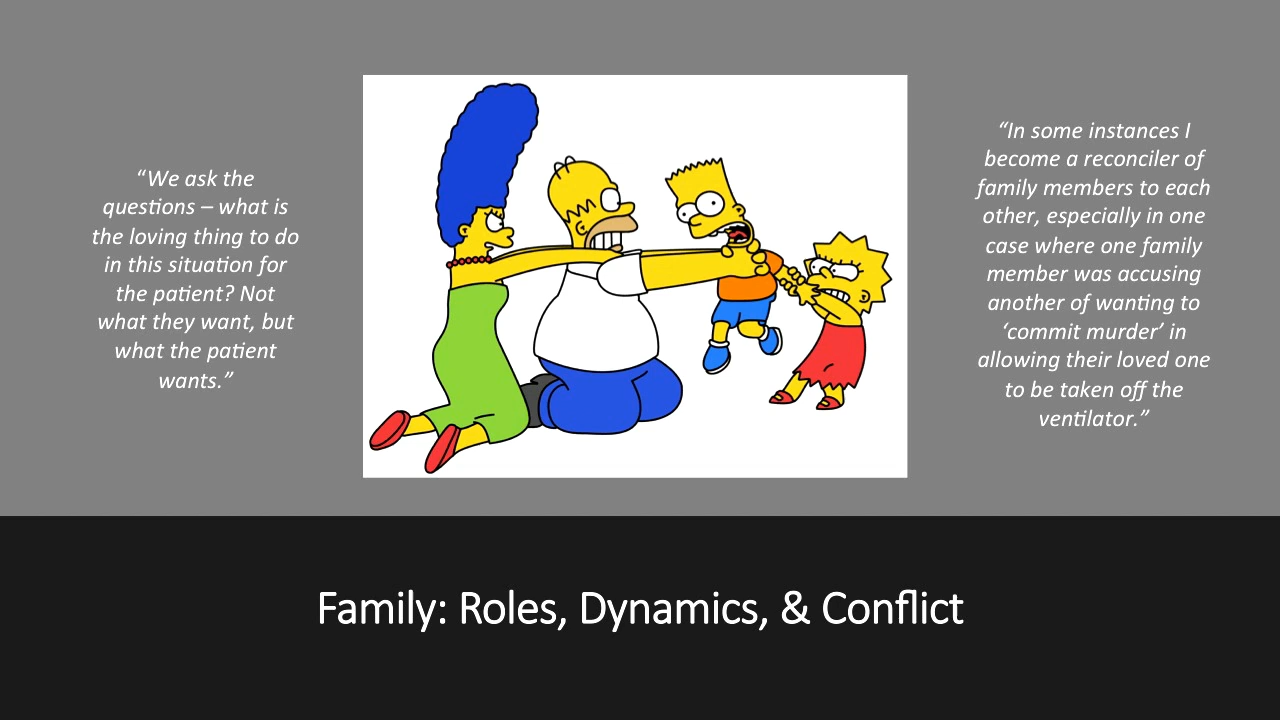 “We ask the
questions – what is
the loving thing to do
in this situation for
the patient? Not
what they want, but
what the patient
wants.”
“In some instances I
become a reconciler of
family members to each
other, especially in one
case where one family
member was accusing
another of wanting to
‘commit murder’ in
allowing their loved one
to be taken off the
ventilator.”
Family: Roles, Dynamics, & Conflict